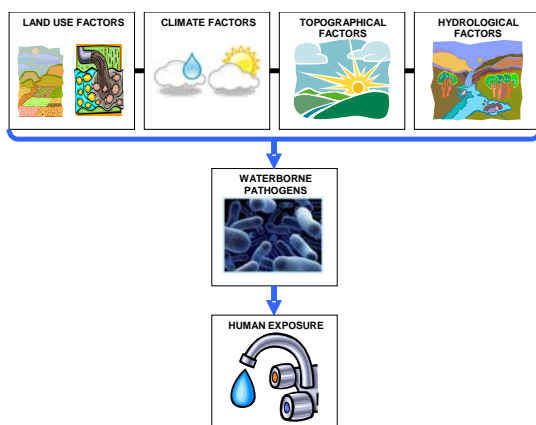 LAND USE FACTORS
CLIMATE FACTORS
TOPOGRAPHICAL
FACTORS
HYDROLOGICAL
FACTORS
WATERBORNE
PATHOGENS
HUMAN EXPOSURE